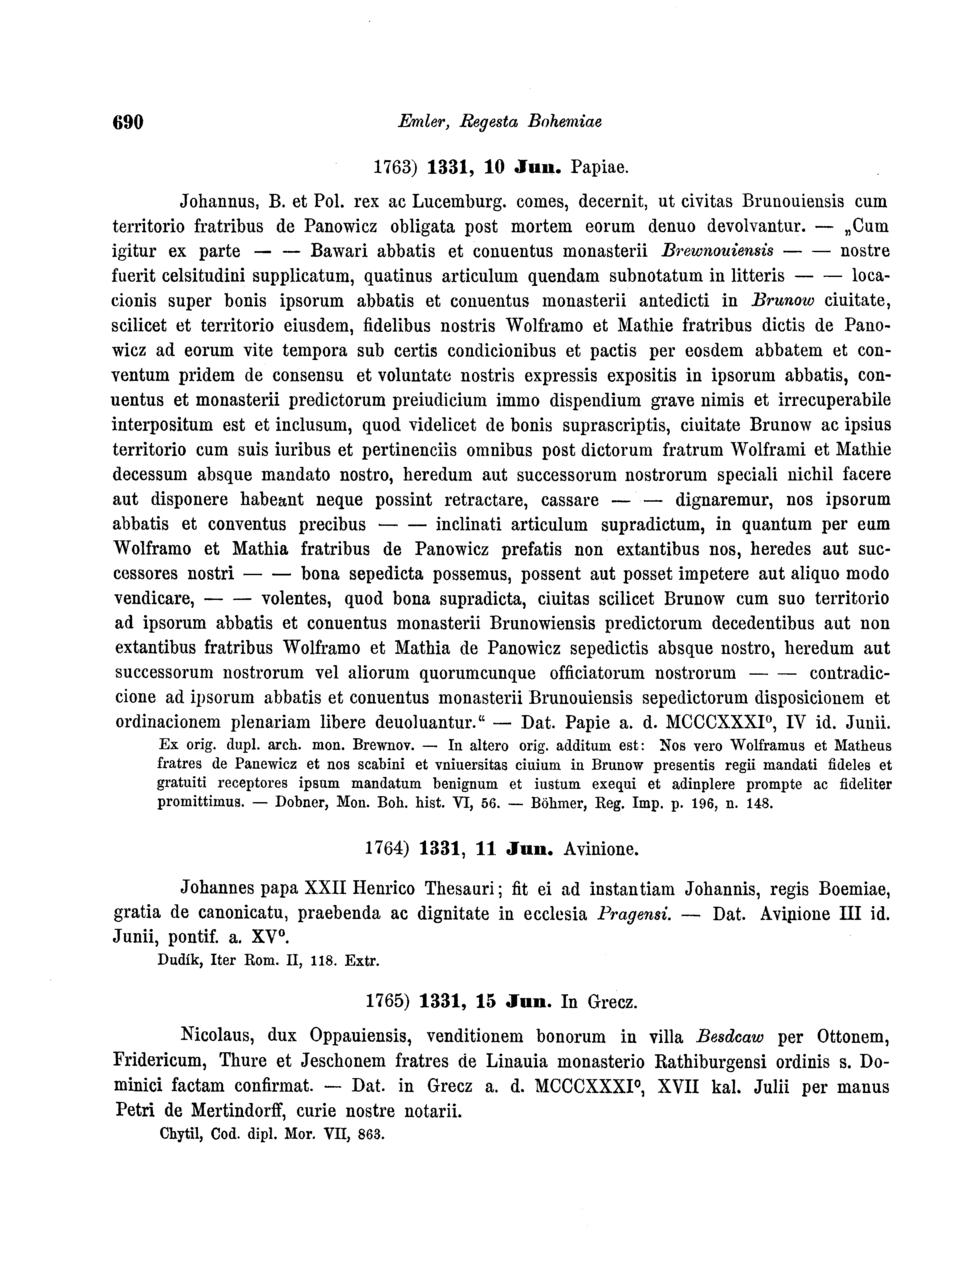 690
Emler, Regesta Bohemiae
1763) 1331, 10 Jun. Papiae.
Johannus, B. et Pol. rex ac Lucemburg. comes, decernit, ut civitas Brunouiensis cum
territorio fratribus de Panowicz obligata post mortem eorum denuo devolvantur. — „Cum
igitur ex parte — — Bawari abbatis et conuentus monasterii Brewnouiensis — — nostre
fuerit celsitudini supplicatum, quatinus articulum quendam subnotatum in litteris — — loca-
cionis super bonis ipsorum abbatis et conuentus monasterii antedicti in Brunow ciuitate,
scilicet et territorio eiusdem, fidelibus nostris Wolframo et Mathie fratribus dictis de Pano-
wicz ad eorum vite tempora sub certis condicionibus et pactis per eosdem abbatem et con-
ventum pridem de consensu et voluntate nostris expressis expositis in ipsorum abbatis, con-
uentus et monasterii predictorum preiudicium immo dispendium grave nimis et irrecuperabile
interpositum est et inclusum, quod videlicet de bonis suprascriptis, ciuitate Brunow ac ipsius
territorio cum suis iuribus et pertinenciis omnibus post dictorum fratrum Wolframi et Mathie
decessum absque mandato nostro, heredum aut successorum nostrorum speciali nichil facere
aut disponere habeant neque possint retractare, cassare — — dignaremur, nos ipsorum
abbatis et conventus precibus — — inclinati articulum supradictum, in quantum per eum
Wolframo et Mathia fratribus de Panowicz prefatis non extantibus nos, heredes aut suc-
cessores nostri — — bona sepedicta possemus, possent aut posset impetere aut aliquo modo
vendicare, — — volentes, quod bona supradicta, ciuitas scilicet Brunow cum suo territorio
ad ipsorum abbatis et conuentus monasterii Brunowiensis predictorum decedentibus aut non
extantibus fratribus Wolframo et Mathia de Panowicz sepedictis absque nostro, heredum aut
successorum nostrorum vel aliorum quorumcunque officiatorum nostrorum — — contradic-
cione ad ipsorum abbatis et conuentus monasterii Brunouiensis sepedictorum disposicionem et
ordinacionem plenariam libere deuoluantur.“ — Dat. Papie a. d. MCCCXXXI⁰, IV id. Junii.
Ex orig. dupl. arch. mon. Brewnov. — In altero orig. additum est: Nos vero Wolframus et Matheus
fratres de Panewicz et nos scabini et vniuersitas ciuium in Brunow presentis regii mandati fideles et
gratuiti receptores ipsum mandatum benignum et iustum exequi et adinplere prompte ac fideliter
promittimus. — Dobner, Mon. Boh. hist. VI, 56. — Böhmer, Reg. Imp. p. 196, n. 148.
1764) 1331, 11 Jun. Avinione.
Johannes papa XXII Henrico Thesauri; fit ei ad instantiam Johannis, regis Boemiae,
gratia de canonicatu, praebenda ac dignitate in ecclesia Pragensi. — Dat. Avinione III id.
Junii, pontif. a. XV⁰.
Dudík, Iter Rom. II, 118. Extr.
1765) 1331, 15 Jun. In Grecz.
Nicolaus, dux Oppauiensis, venditionem bonorum in villa Besdcaw per Ottonem,
Fridericum, Thure et Jeschonem fratres de Linauia monasterio Rathiburgensi ordinis s. Do-
minici factam confirmat. — Dat. in Grecz a. d. MCCCXXXI⁰, XVII kal. Julii per manus
Petri de Mertindorff, curie nostre notarii.
Chytil, Cod. dipl. Mor. VII, 863.